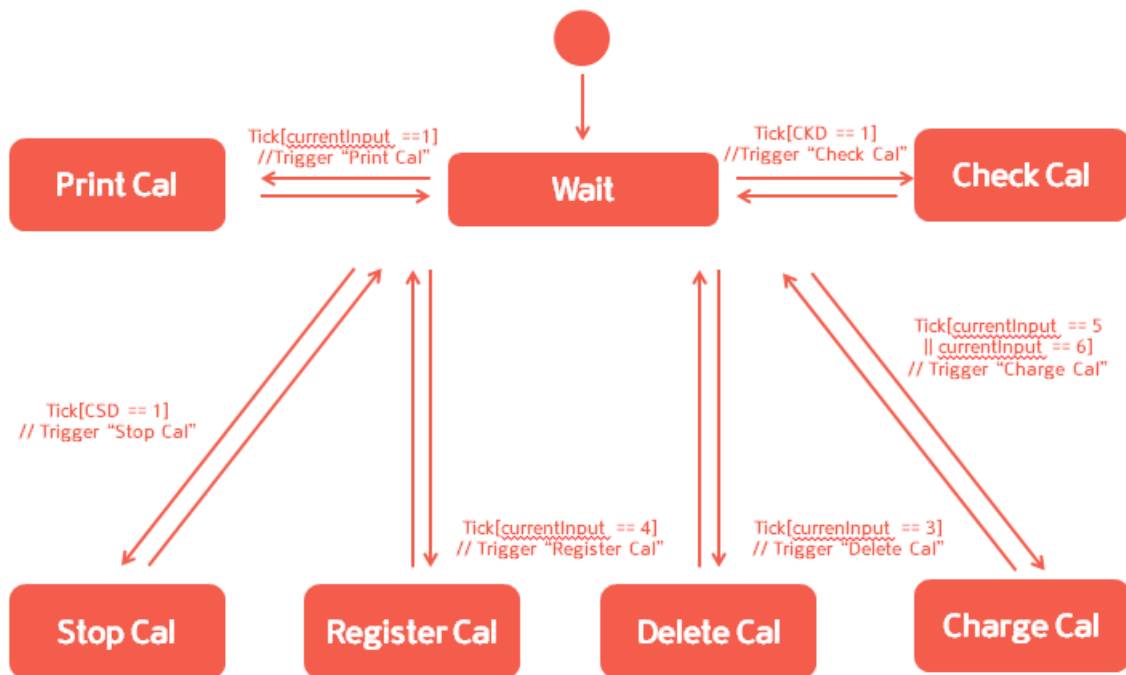 Tick[currentInput ==1]
//Trigger “Print Cal”
Tick[CKD == 1]
//Trigger “Check Cal”
Print Cal
Wait
Check Cal
Tick[currentInput == 5
|| currentInput == 6]
// Trigger “Charge Cal”
Tick[CSD == 1]
// Trigger “Stop Cal”
Tick[currentInput == 4]
// Trigger “Register Cal”
Tick[currenInput == 3]
// Trigger “Delete Cal”
Stop Cal
Register Cal
Delete Cal
Charge Cal